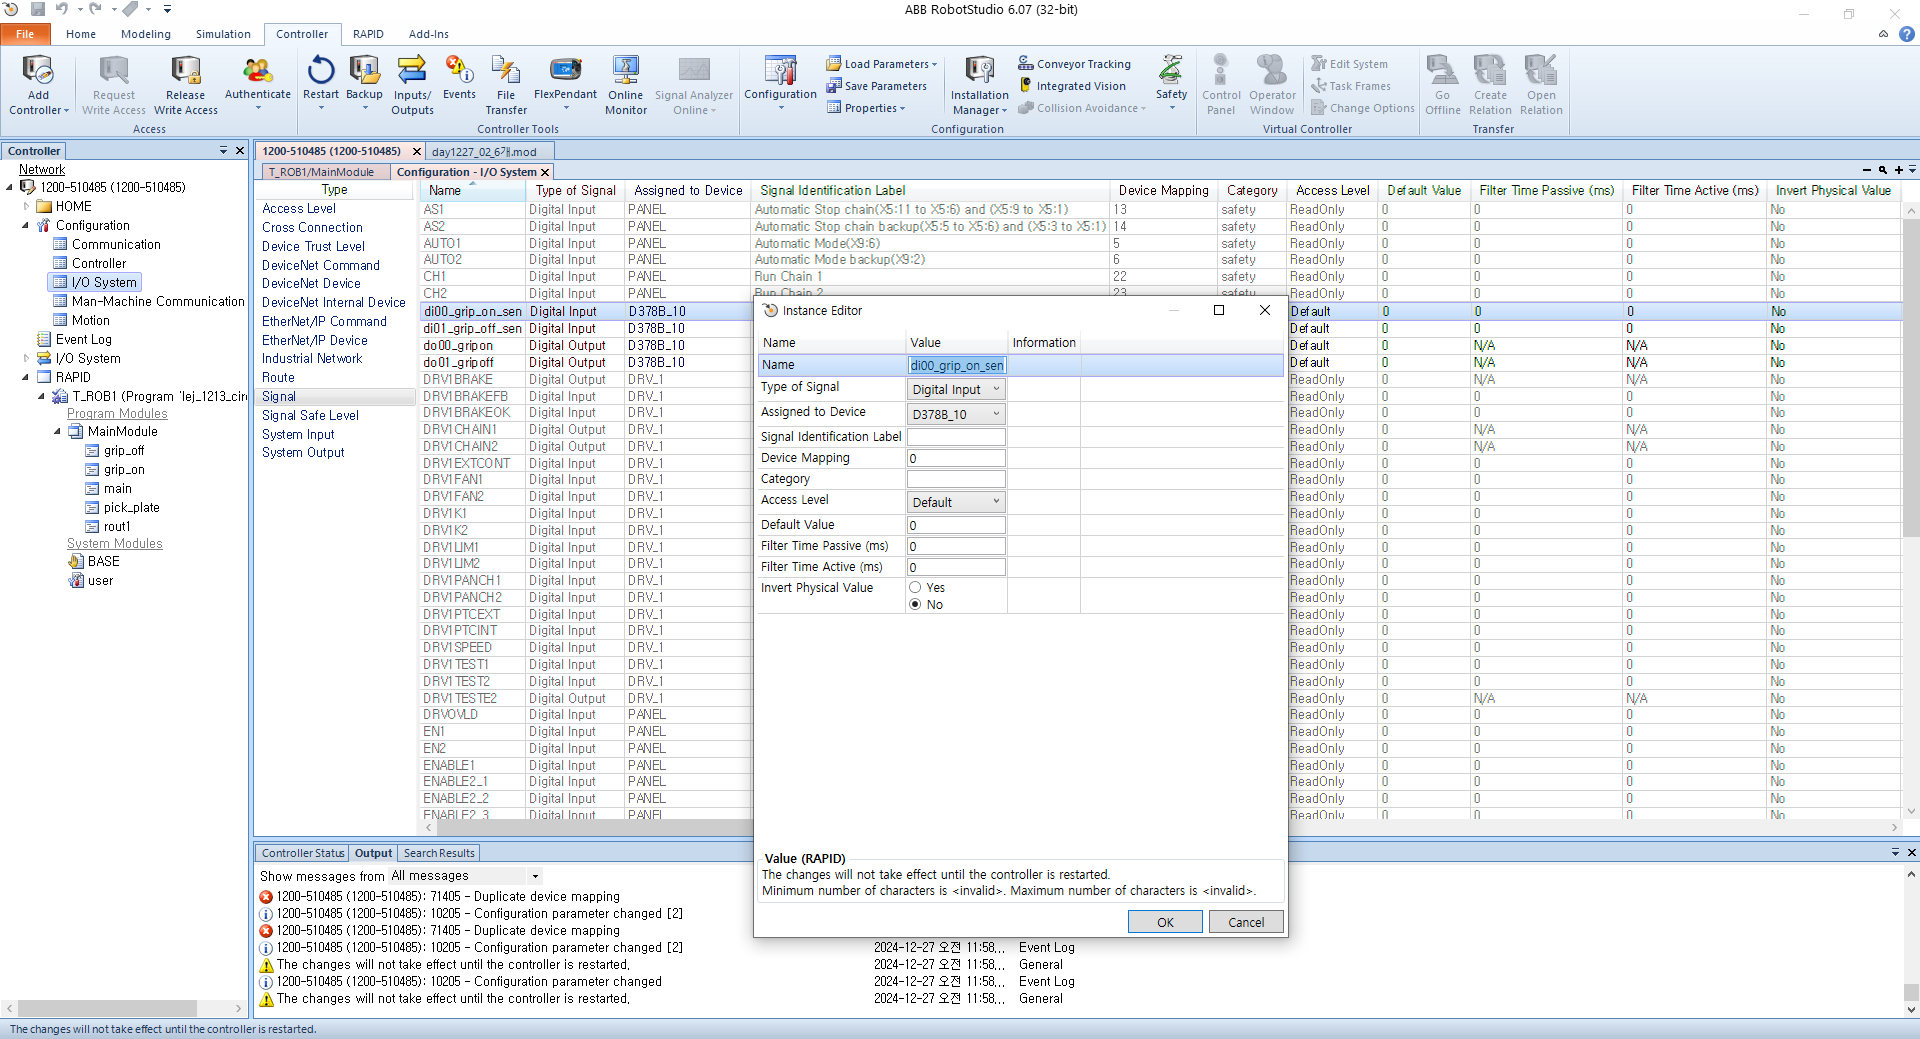 ABB RobotStudio 6.07 (32-bit)
File Home Modeling Simulation Controller RAPID Add-Ins
Add Controller
Request Write Access
Release Write Access
Authenticate
Restart
Backup
Inputs/ Outputs
Events
File Transfer
FlexPendant
Online Monitor
Signal Analyzer Online
Configuration
Load Parameters
Save Parameters
Properties
Installation Manager
Conveyor Tracking
Integrated Vision
Collision Avoidance
Safety
Control Panel
Operator Window
Edit System
Task Frames
Change Options
Go Offline
Create Relation
Open Relation
Access Controller Tools Configuration Virtual Controller Transfer
Controller
Network
1200-510485 (1200-510485)
HOME
Configuration
Communication
Controller
I/O System
Man-Machine Communication
Motion
Event Log
I/O System
RAPID
T_ROB1 (Program 'lej_1213_circ
Program Modules
MainModule
grip_off
grip_on
main
pick_plate
rout1
System Modules
BASE
user
1200-510485 (1200-510485) day1227_02_6개.mod
T_ROB1/MainModule Configuration - I/O System
Type
Access Level
Cross Connection
Device Trust Level
DeviceNet Command
DeviceNet Device
DeviceNet Internal Device
EtherNet/IP Command
EtherNet/IP Device
Industrial Network
Route
Signal
Signal Safe Level
System Input
System Output
Name Type of Signal Assigned to Device Signal Identification Label Device Mapping Category Access Level Default Value Filter Time Passive (ms) Filter Time Active (ms) Invert Physical Value
AS1 Digital Input PANEL Automatic Stop chain(X5:11 to X5:6) and (X5:9 to X5:1) 13 safety ReadOnly 0 0 0 No
AS2 Digital Input PANEL Automatic Stop chain backup(X5:5 to X5:6) and (X5:3 to X5:1) 14 safety ReadOnly 0 0 0 No
AUTO1 Digital Input PANEL Automatic Mode(X9:6) 5 safety ReadOnly 0 0 0 No
AUTO2 Digital Input PANEL Automatic Mode backup(X9:2) 6 safety ReadOnly 0 0 0 No
CH1 Digital Input PANEL Run Chain 1 22 safety ReadOnly 0 0 0 No
CH2 Digital Input PANEL Run Chain 2 23 safety ReadOnly 0 0 0 No
di00_grip_on_sen Digital Input D378B_10 Default 0 0 0 No
di01_grip_off_sen Digital Input D378B_10 Default 0 0 0 No
do00_gripon Digital Output D378B_10 Default 0 N/A N/A No
do01_gripoff Digital Output D378B_10 Default 0 N/A N/A No
DRV1BRAKE Digital Output DRV_1 ReadOnly 0 N/A N/A No
DRV1BRAKEFB Digital Input DRV_1 ReadOnly 0 0 0 No
DRV1BRAKEOK Digital Input DRV_1 ReadOnly 0 0 0 No
DRV1CHAIN1 Digital Output DRV_1 ReadOnly 0 N/A N/A No
DRV1CHAIN2 Digital Output DRV_1 ReadOnly 0 N/A N/A No
DRV1EXTCONT Digital Input DRV_1 ReadOnly 0 0 0 No
DRV1FAN1 Digital Input DRV_1 ReadOnly 0 0 0 No
DRV1FAN2 Digital Input DRV_1 ReadOnly 0 0 0 No
DRV1K1 Digital Input DRV_1 ReadOnly 0 0 0 No
DRV1K2 Digital Input DRV_1 ReadOnly 0 0 0 No
DRV1LIM1 Digital Input DRV_1 ReadOnly 0 0 0 No
DRV1LIM2 Digital Input DRV_1 ReadOnly 0 0 0 No
DRV1PANCH1 Digital Input DRV_1 ReadOnly 0 0 0 No
DRV1PANCH2 Digital Input DRV_1 ReadOnly 0 0 0 No
DRV1PTCEXT Digital Input DRV_1 ReadOnly 0 0 0 No
DRV1PTCINT Digital Input DRV_1 ReadOnly 0 0 0 No
DRV1SPEED Digital Input DRV_1 ReadOnly 0 0 0 No
DRV1TEST1 Digital Input DRV_1 ReadOnly 0 0 0 No
DRV1TEST2 Digital Input DRV_1 ReadOnly 0 0 0 No
DRV1TESTE2 Digital Output DRV_1 ReadOnly 0 N/A N/A No
DRVOVLD Digital Input PANEL ReadOnly 0 0 0 No
EN1 Digital Input PANEL ReadOnly 0 0 0 No
EN2 Digital Input PANEL ReadOnly 0 0 0 No
ENABLE1 Digital Input PANEL ReadOnly 0 0 0 No
ENABLE2_1 Digital Input PANEL ReadOnly 0 0 0 No
ENABLE2_2 Digital Input PANEL ReadOnly 0 0 0 No
ENABLE2_3 Digital Input PANEL ReadOnly 0 0 0 No
Instance Editor
Name Value Information
Name di00_grip_on_sen
Type of Signal Digital Input
Assigned to Device D378B_10
Signal Identification Label
Device Mapping 0
Category
Access Level Default
Default Value 0
Filter Time Passive (ms) 0
Filter Time Active (ms) 0
Invert Physical Value Yes
No
Value (RAPID)
The changes will not take effect until the controller is restarted.
Minimum number of characters is <invalid>. Maximum number of characters is <invalid>.
OK Cancel
Controller Status Output Search Results
Show messages from All messages
1200-510485 (1200-510485): 71405 - Duplicate device mapping
1200-510485 (1200-510485): 10205 - Configuration parameter changed [2]
1200-510485 (1200-510485): 71405 - Duplicate device mapping
1200-510485 (1200-510485): 10205 - Configuration parameter changed [2] 2024-12-27 오전 11:58... Event Log
The changes will not take effect until the controller is restarted. 2024-12-27 오전 11:58... General
1200-510485 (1200-510485): 10205 - Configuration parameter changed 2024-12-27 오전 11:58... Event Log
The changes will not take effect until the controller is restarted. 2024-12-27 오전 11:58... General
The changes will not take effect until the controller is restarted.